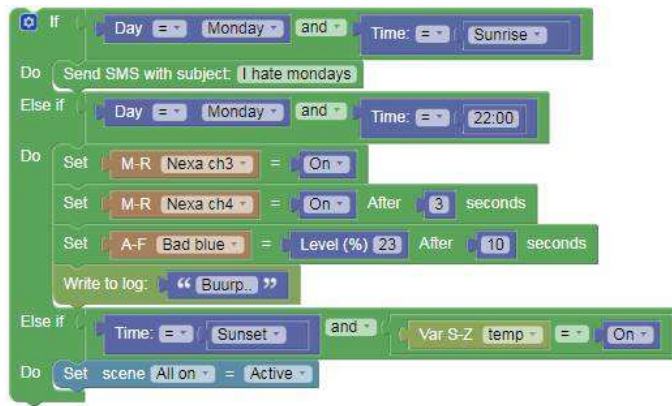 If Day = Monday and Time: = Sunrise
Do Send SMS with subject: I hate mondays
Else if Day = Monday and Time: = 22:00
Do Set M-R Nexa ch3 = On
Set M-R Nexa ch4 = On After 3 seconds
Set A-F Bad blue = Level (%) 23 After 10 seconds
Write to log: “ Buurp.. ”
Else if Time: = Sunset and Var S-Z temp = On
Do Set scene All on = Active